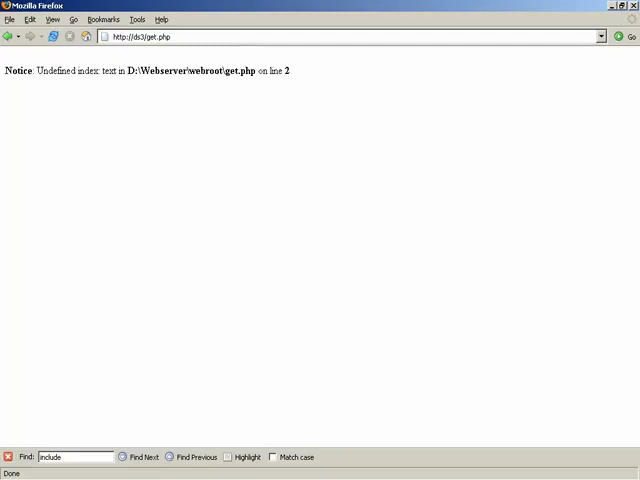 Mozilla Firefox
File Edit View Go Bookmarks Tools Help
http://ds3/get.php Go
Notice: Undefined index: text in D:\Webserver\webroot\get.php on line 2
Find: include Find Next Find Previous Highlight Match case
Done